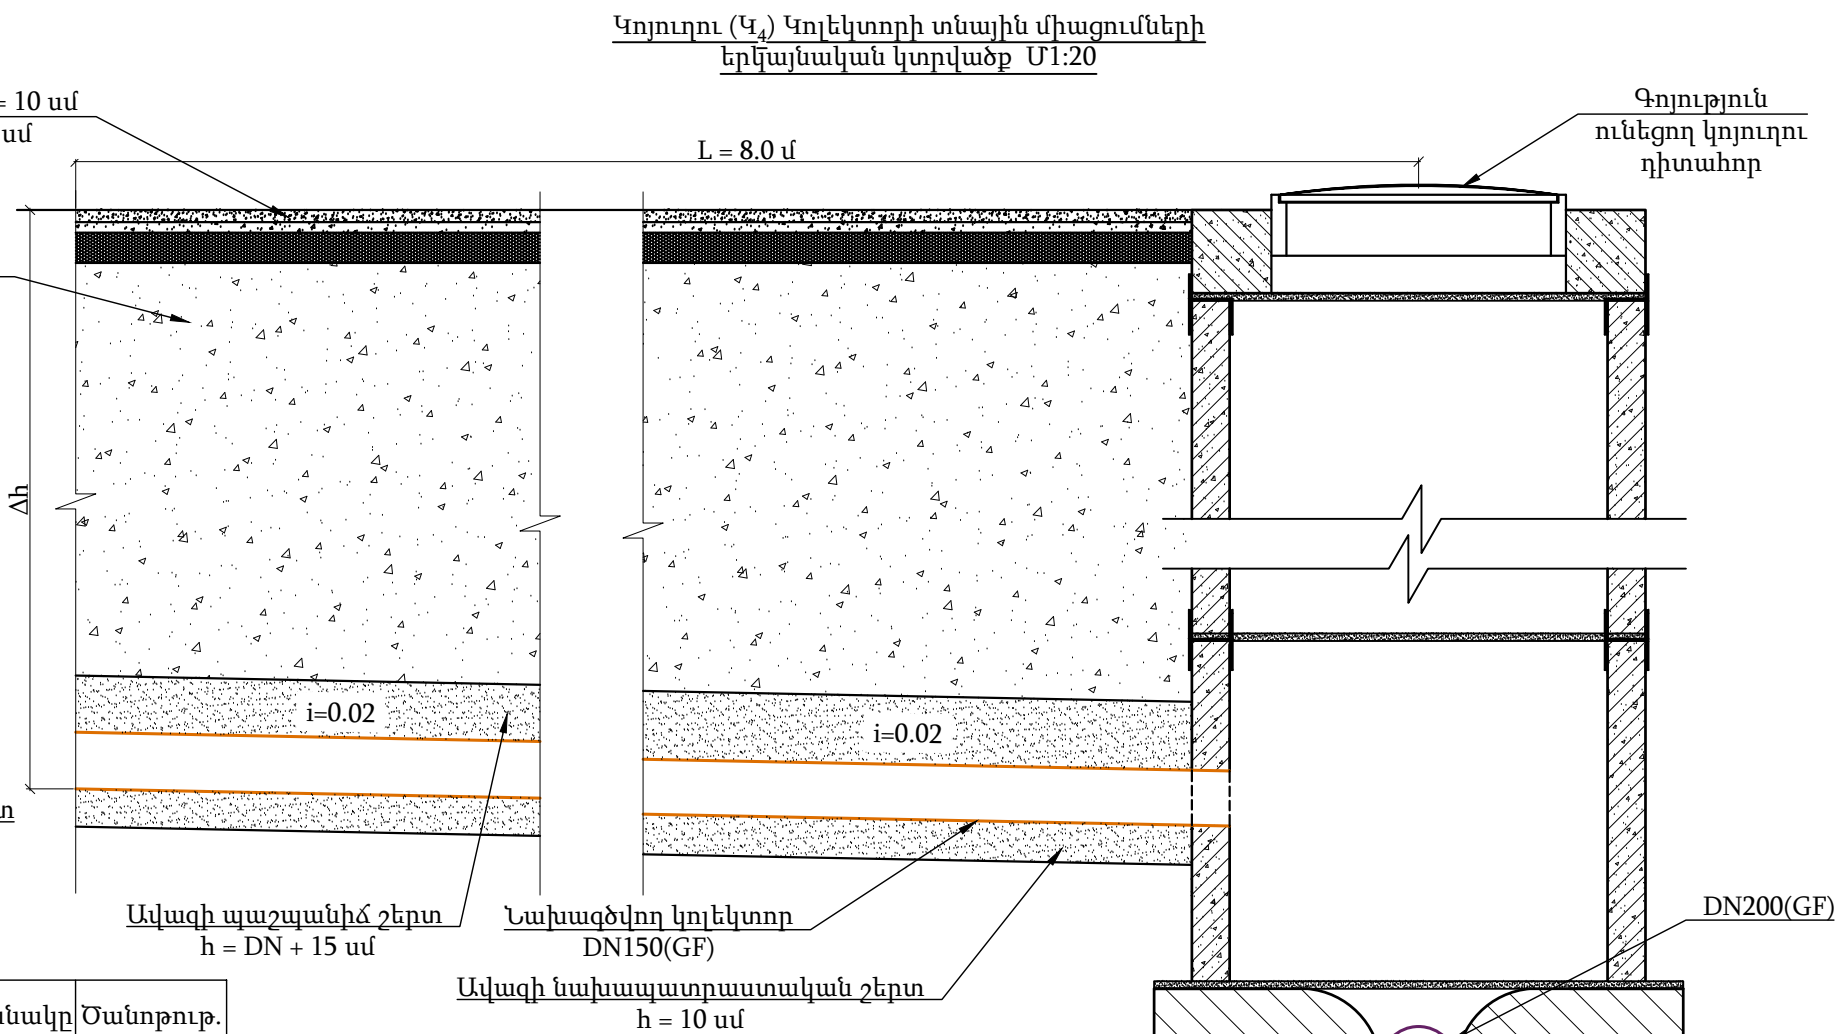 Կոյուղու (Կ4) Կոլեկտորի տնային միացումների
երկայնական կտրվածք Մ1:20
= 10 սմ
սմ
L = 8.0 մ
Գոյություն
ունեցող կոյուղու
դիտահոր
Δh
i=0.02
i=0.02
Ավազի պաշպանիճ շերտ
h = DN + 15 սմ
Նախագծվող կոլեկտոր
DN150(GF)
DN200(GF)
Ավազի նախապատրաստական շերտ
h = 10 սմ
Ծանոթութ.